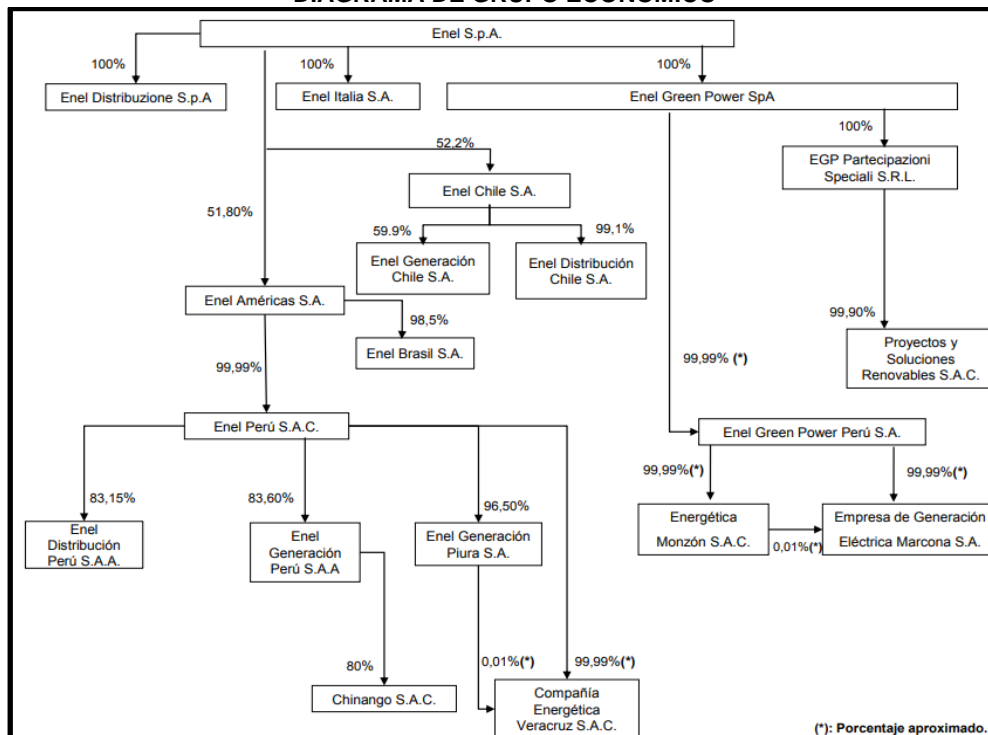 DIAGRAMA DE GRUPO ECONÓMICO
Enel S.p.A.
100%
100%
100%
Enel Distribuzione S.p.A
Enel Italia S.A.
Enel Green Power SpA
52,2%
100%
Enel Chile S.A.
EGP Partecipazioni
Speciali S.R.L.
51,80%
59.9%
99,1%
Enel Generación
Chile S.A.
Enel Distribución
Chile S.A.
Enel Américas S.A.
98,5%
Enel Brasil S.A.
99,90%
Proyectos y
Soluciones
Renovables S.A.C.
99,99%
99,99% (*)
Enel Perú S.A.C.
Enel Green Power Perú S.A.
83,15%
83,60%
96,50%
99,99%(*)
99,99%(*)
Enel
Distribución
Perú S.A.A.
Enel
Generación
Perú S.A.A
Enel Generación
Piura S.A.
Energética
Monzón S.A.C.
0,01%(*)
Empresa de Generación
Eléctrica Marcona S.A.
80%
0,01%(*)
99,99%(*)
Chinango S.A.C.
Compañía
Energética
Veracruz S.A.C.
(*): Porcentaje aproximado.